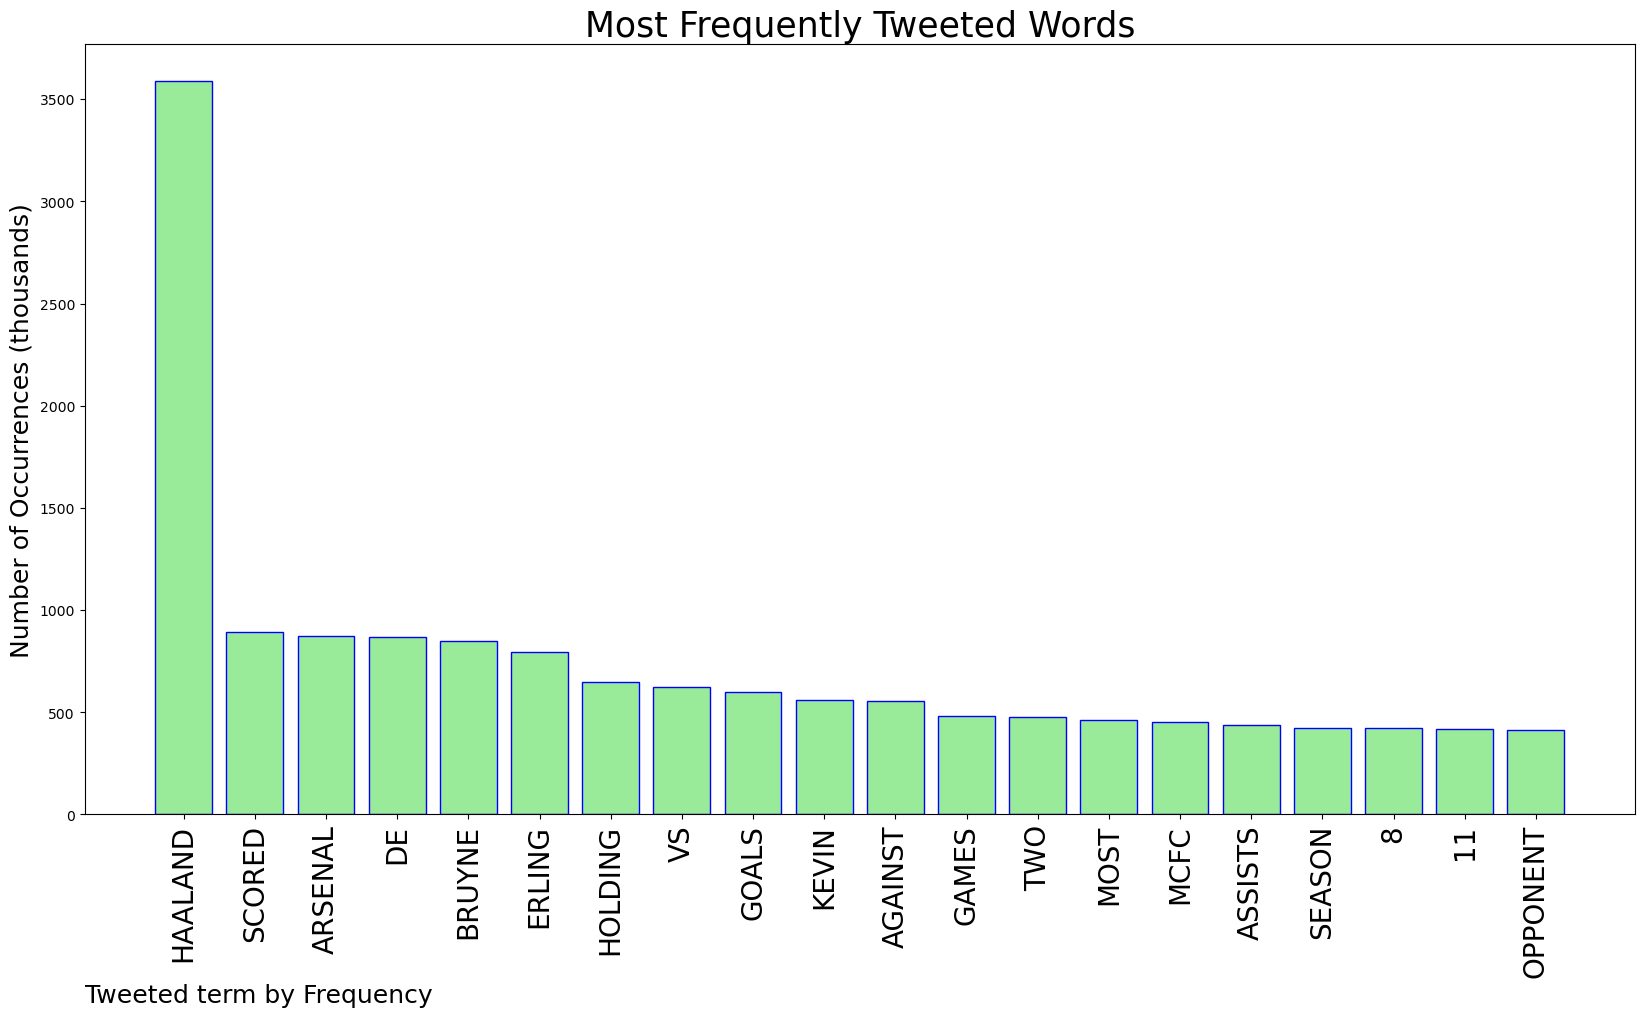 Most Frequently Tweeted Words
Number of Occurrences (thousands)
3500
3000
2500
2000
1500
1000
500
0
HAALAND
SCORED
ARSENAL
DE
BRUYNE
ERLING
HOLDING
VS
GOALS
KEVIN
AGAINST
GAMES
TWO
MOST
MCFC
ASSISTS
SEASON
8
11
OPPONENT
Tweeted term by Frequency